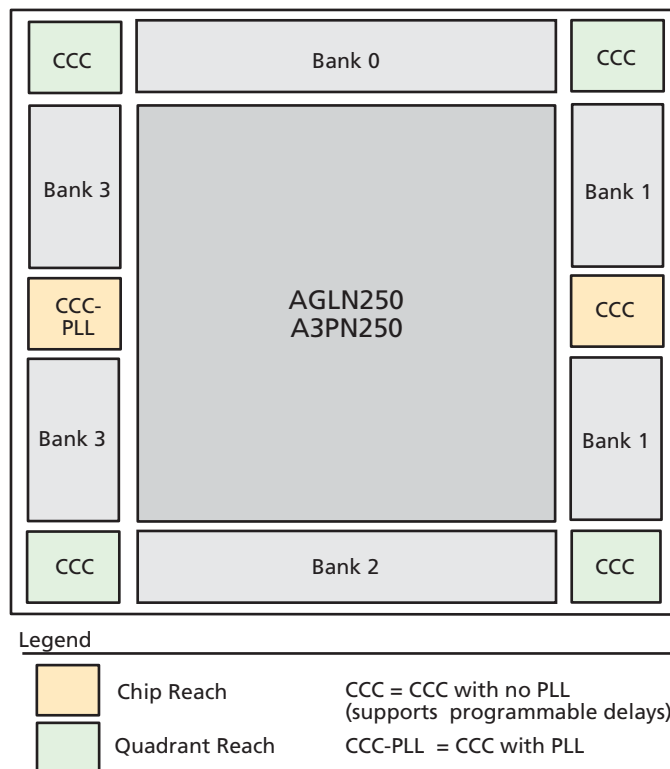 CCC
Bank 0
CCC
Bank 3
Bank 1
CCC-
PLL
AGLN250
A3PN250
CCC
Bank 3
Bank 1
CCC
Bank 2
CCC
Legend
Chip Reach
CCC = CCC with no PLL
(supports programmable delays)
Quadrant Reach
CCC-PLL = CCC with PLL